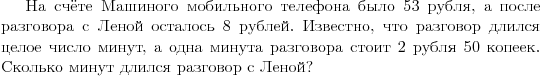 На счёте Машиного мобильного телефона было 53 рубля, а после
разговора с Леной осталось 8 рублей. Известно, что разговор длился
целое число минут, а одна минута разговора стоит 2 рубля 50 копеек.
Сколько минут длился разговор с Леной?